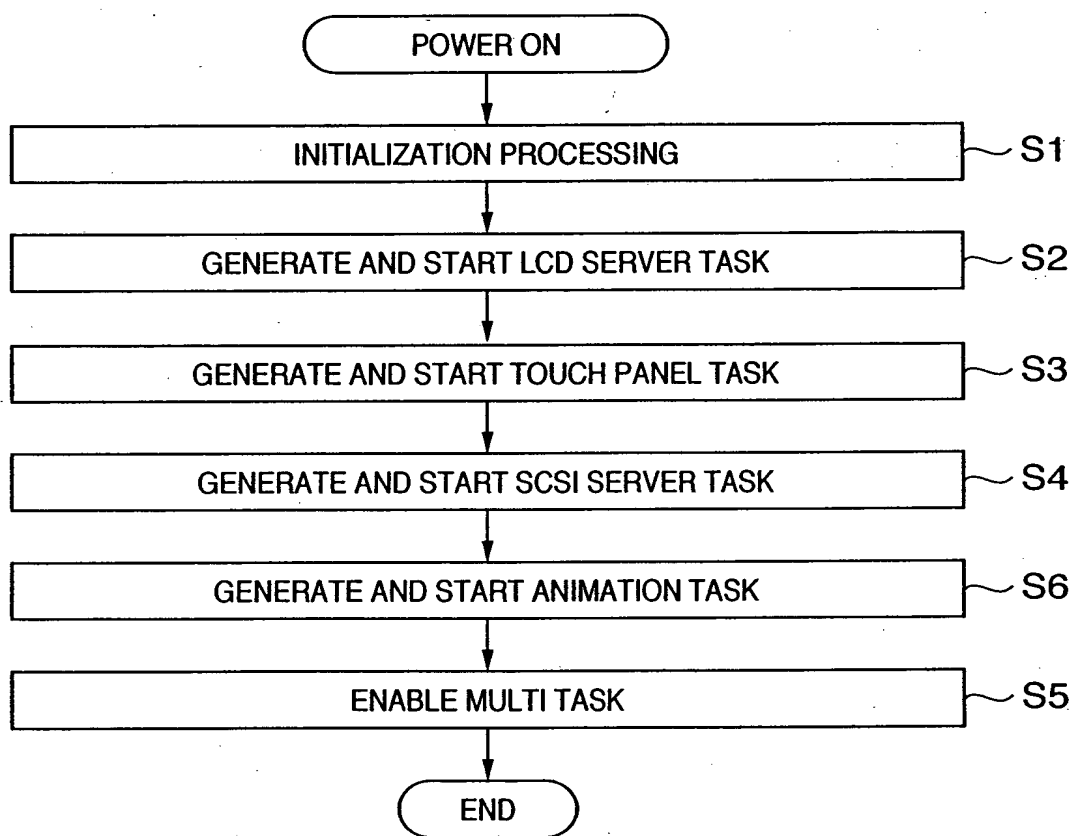 POWER ON
INITIALIZATION PROCESSING S1
GENERATE AND START LCD SERVER TASK S2
GENERATE AND START TOUCH PANEL TASK S3
GENERATE AND START SCSI SERVER TASK S4
GENERATE AND START ANIMATION TASK S6
ENABLE MULTI TASK S5
END